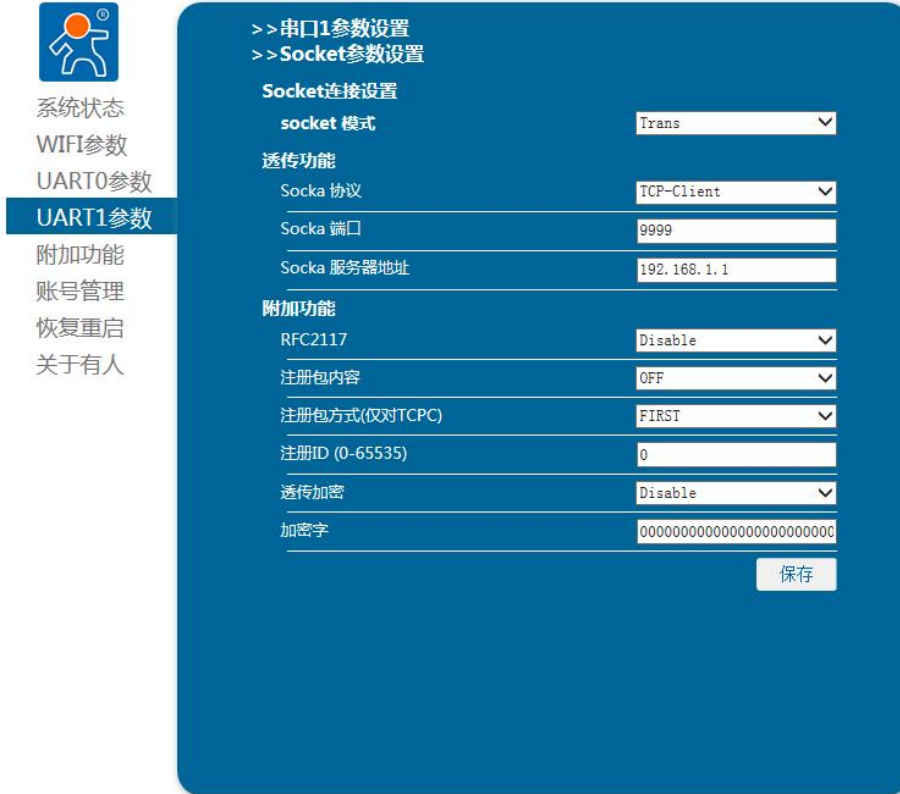 ®
系统状态
WIFI参数
UART0参数
UART1参数
附加功能
账号管理
恢复重启
关于有人
>>串口1参数设置
>>Socket参数设置
Socket连接设置
socket 模式 Trans
透传功能
Socka 协议 TCP-Client
Socka 端口 9999
Socka 服务器地址 192.168.1.1
附加功能
RFC2117 Disable
注册包内容 OFF
注册包方式(仅对TCPC) FIRST
注册ID (0-65535) 0
透传加密 Disable
加密字 000000000000000000000000
保存